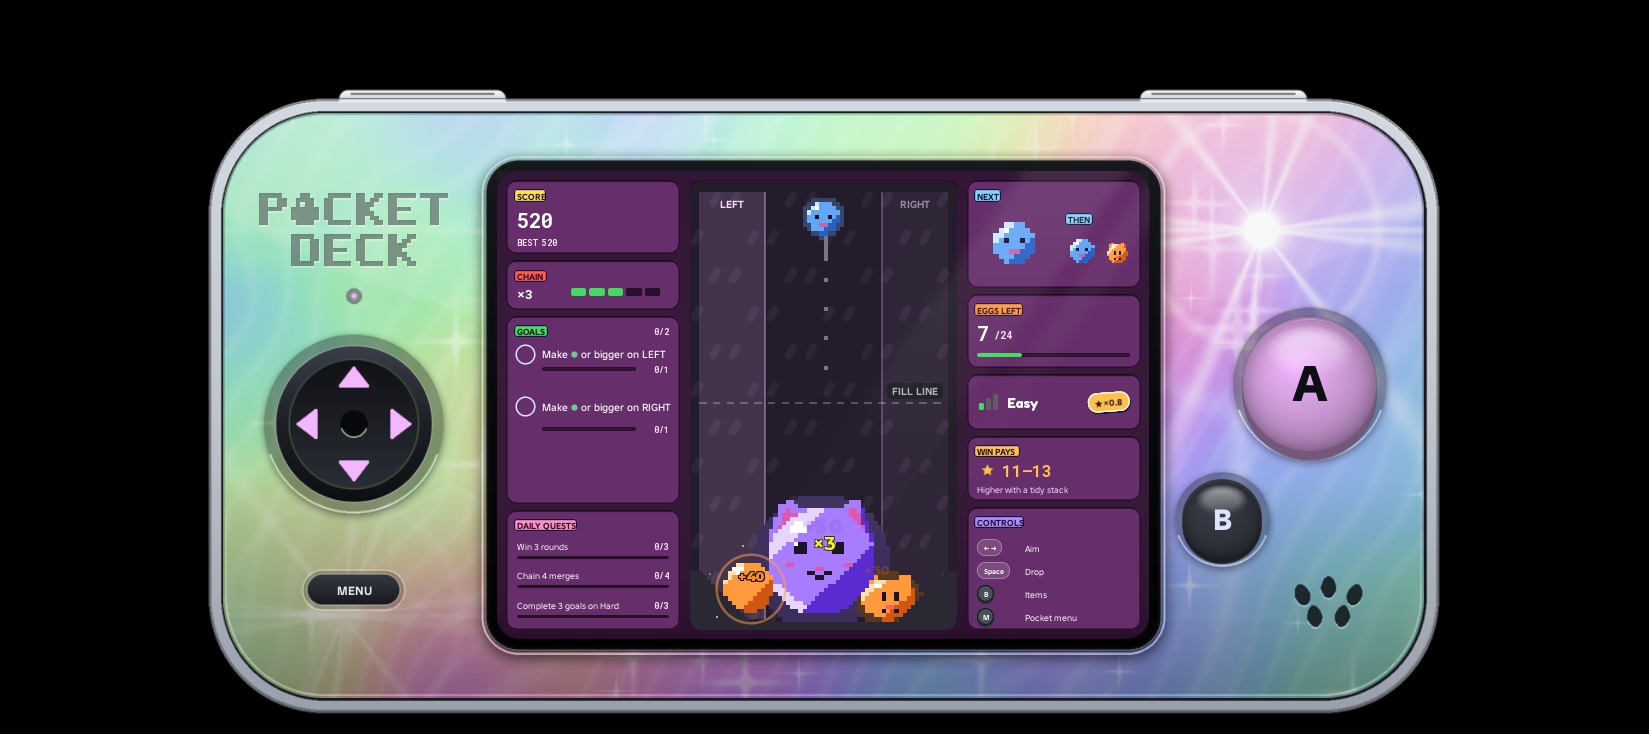 POCKET
DECK
MENU
SCORE
520
BEST 520
CHAIN
×3
GOALS 0/2
Make ● or bigger on LEFT
0/1
Make ● or bigger on RIGHT
0/1
DAILY QUESTS
Win 3 rounds 0/3
Chain 4 merges 0/4
Complete 3 goals on Hard 0/3
LEFT
RIGHT
FILL LINE
×3
+40
NEXT
THEN
EGGS LEFT
7 /24
Easy ★×0.8
WIN PAYS
★ 11–13
Higher with a tidy stack
CONTROLS
←→ Aim
Space Drop
B Items
M Pocket menu
A
B